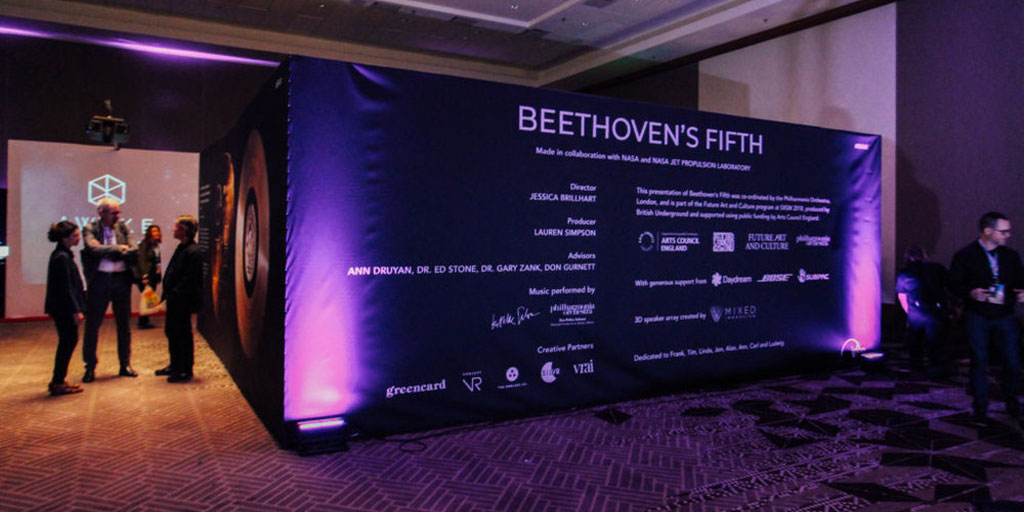 BEETHOVEN'S FIFTH
Made in collaboration with NASA and NASA JET PROPULSION LABORATORY
Director
JESSICA BRILLHART
Producer
LAUREN SIMPSON
Advisors
ANN DRUYAN, DR. ED STONE, DR. GARY ZANK, DON GURNETT
Music performed by
philharmonia
orchestra
Creative Partners
greencard
VR
vrai
This presentation of Beethoven's Fifth was co-ordinated by the Philharmonia Orchestra,
London, and is part of the Future Art and Culture program at SXSW 2018, produced by
British Underground and supported using public funding by Arts Council England.
ARTS COUNCIL
ENGLAND
FUTURE ART
AND CULTURE
philharmonia
orchestra
With generous support from
Daydream
BOSE
SUBPAC
3D speaker array created by
MIXED
Dedicated to Frank, Tim, Linda, Jon, Alan, Ann, Carl and Ludwig